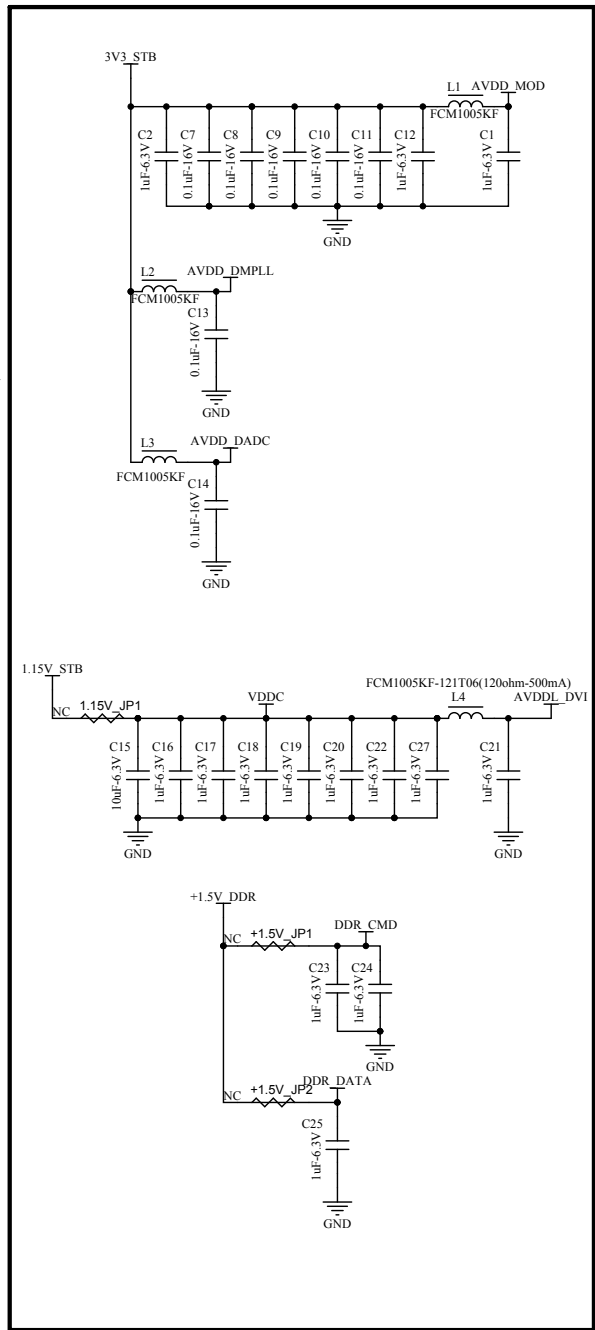 3V3_STB
L1 AVDD_MOD
FCM1005KF
C2 C7 C8 C9 C10 C11 C12 C1
1uF-6.3V 0.1uF-16V 0.1uF-16V 0.1uF-16V 0.1uF-16V 0.1uF-16V 1uF-6.3V 1uF-6.3V
GND
L2 AVDD_DMPLL
FCM1005KF
C13
0.1uF-16V
GND
L3 AVDD_DADC
FCM1005KF
C14
0.1uF-16V
GND
1.15V_STB
FCM1005KF-121T06(120ohm-500mA)
NC 1.15V_JP1 VDDC L4 AVDDL_DVI
C15 C16 C17 C18 C19 C20 C22 C27 C21
10uF-6.3V 1uF-6.3V 1uF-6.3V 1uF-6.3V 1uF-6.3V 1uF-6.3V 1uF-6.3V 1uF-6.3V 1uF-6.3V
GND GND
+1.5V_DDR
NC +1.5V_JP1 DDR_CMD
C23 C24
1uF-6.3V 1uF-6.3V
GND
NC +1.5V_JP2 DDR_DATA
C25
1uF-6.3V
GND